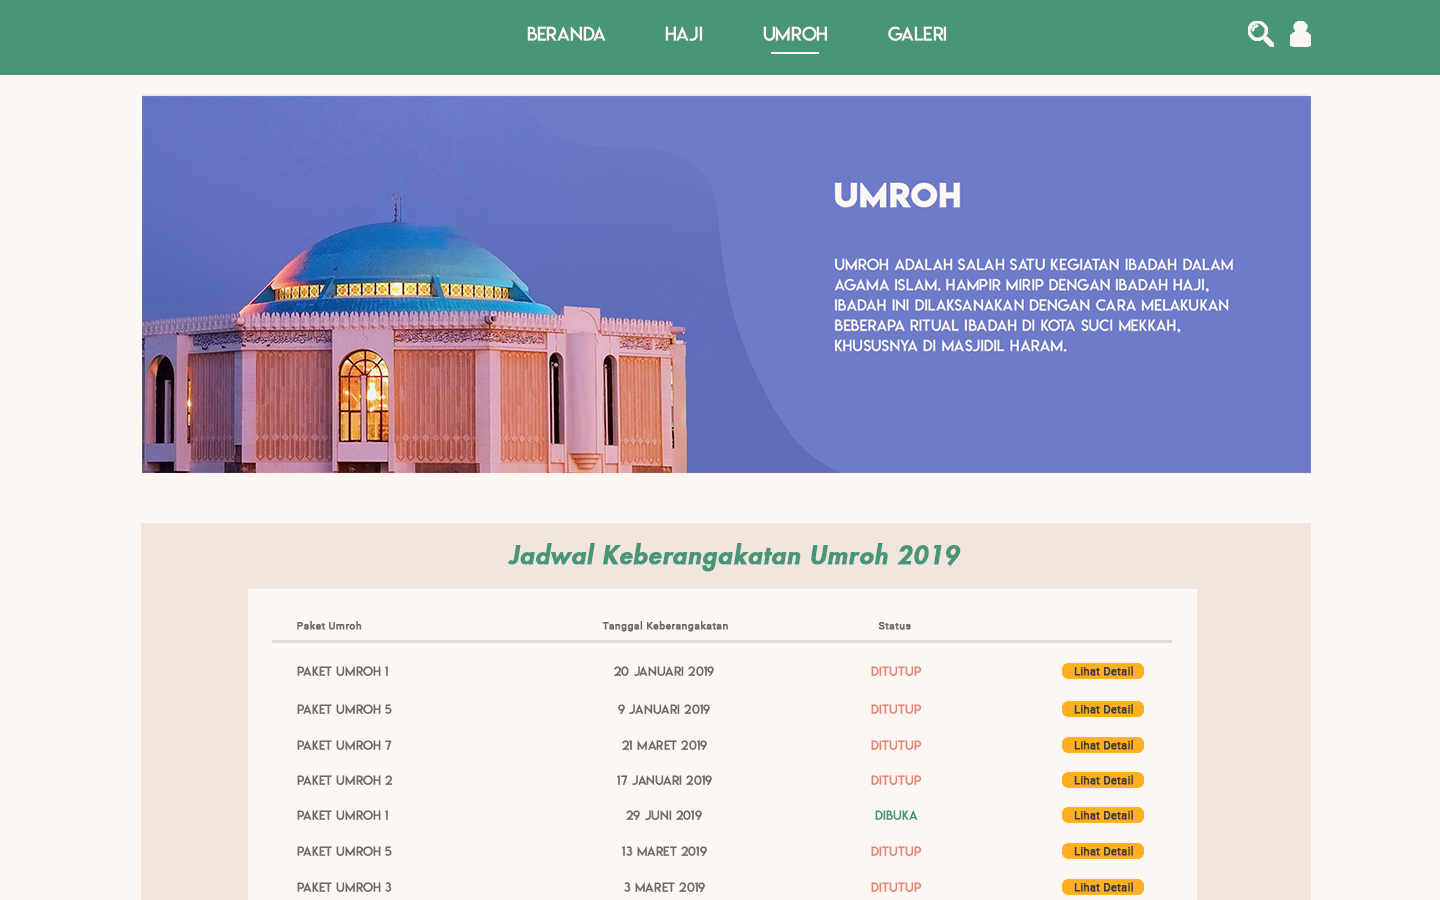 BERANDA HAJI UMROH GALERI
UMROH
UMROH ADALAH SALAH SATU KEGIATAN IBADAH DALAM
AGAMA ISLAM. HAMPIR MIRIP DENGAN IBADAH HAJI,
IBADAH INI DILAKSANAKAN DENGAN CARA MELAKUKAN
BEBERAPA RITUAL IBADAH DI KOTA SUCI MEKKAH,
KHUSUSNYA DI MASJIDIL HARAM.
Jadwal Keberangakatan Umroh 2019
Paket Umroh Tanggal Keberangakatan Status
PAKET UMROH 1 20 JANUARI 2019 DITUTUP Lihat Detail
PAKET UMROH 5 9 JANUARI 2019 DITUTUP Lihat Detail
PAKET UMROH 7 21 MARET 2019 DITUTUP Lihat Detail
PAKET UMROH 2 17 JANUARI 2019 DITUTUP Lihat Detail
PAKET UMROH 1 29 JUNI 2019 DIBUKA Lihat Detail
PAKET UMROH 5 13 MARET 2019 DITUTUP Lihat Detail
PAKET UMROH 3 3 MARET 2019 DITUTUP Lihat Detail